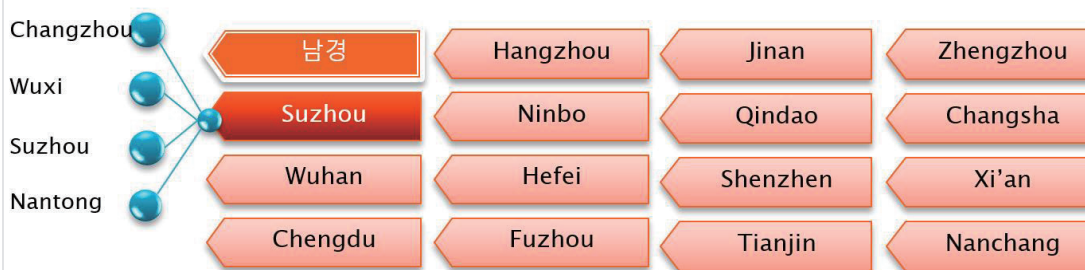 Changzhou
Wuxi
Suzhou
Nantong
남경 Hangzhou Jinan Zhengzhou
Suzhou Ninbo Qindao Changsha
Wuhan Hefei Shenzhen Xi’an
Chengdu Fuzhou Tianjin Nanchang